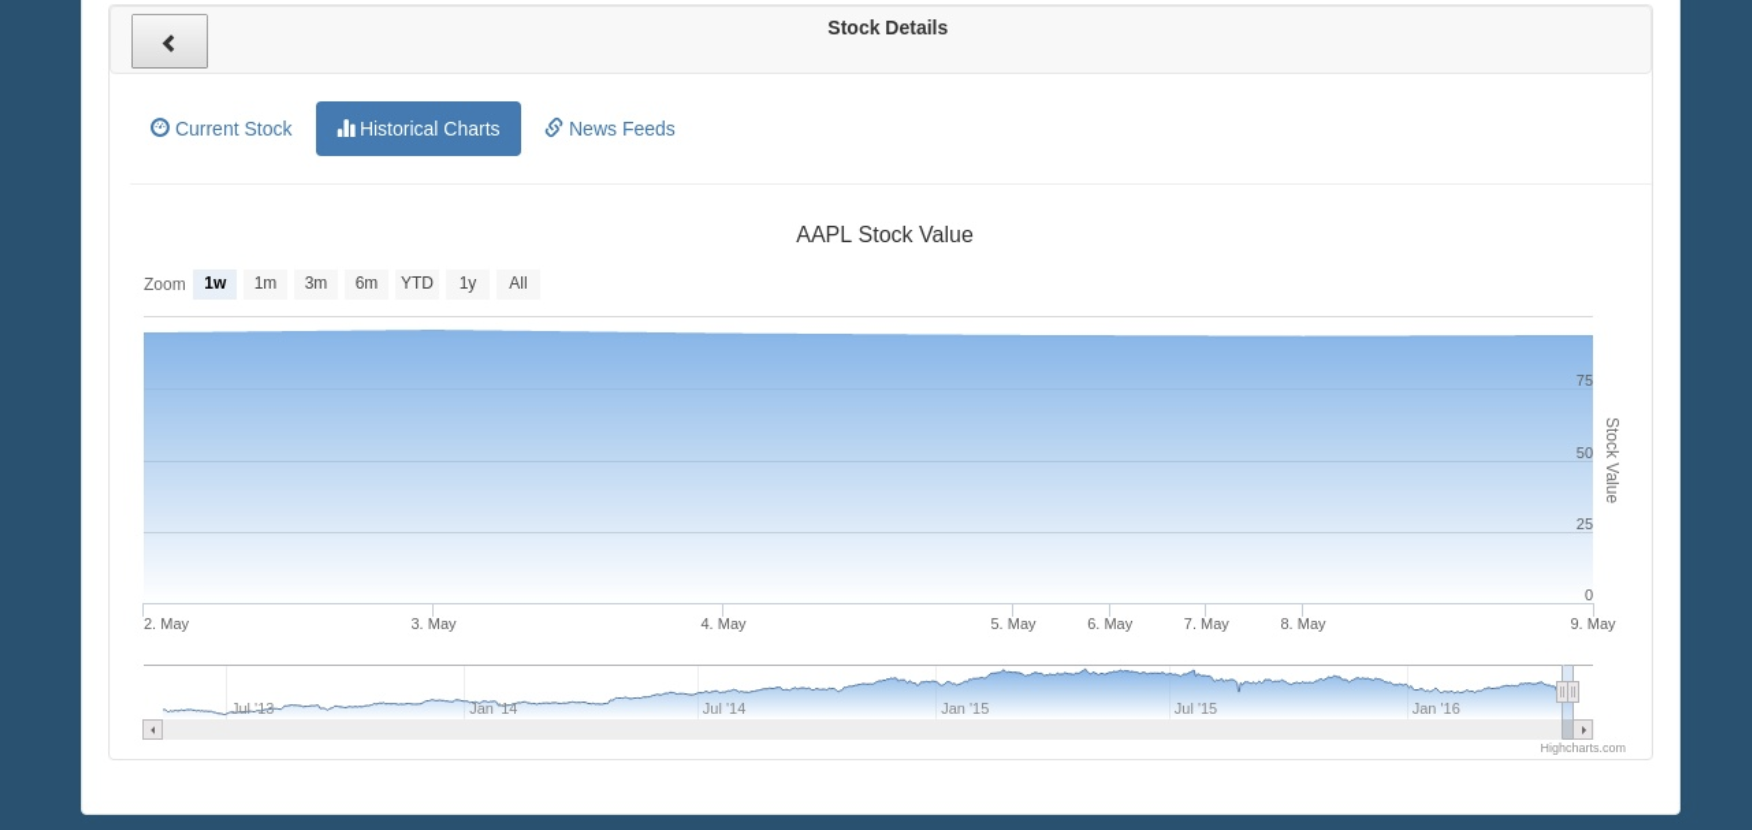 Stock Details
Current Stock Historical Charts News Feeds
AAPL Stock Value
Zoom 1w 1m 3m 6m YTD 1y All
75
50
25
0
Stock Value
2. May 3. May 4. May 5. May 6. May 7. May 8. May 9. May
Jul '13 Jan '14 Jul '14 Jan '15 Jul '15 Jan '16
Highcharts.com